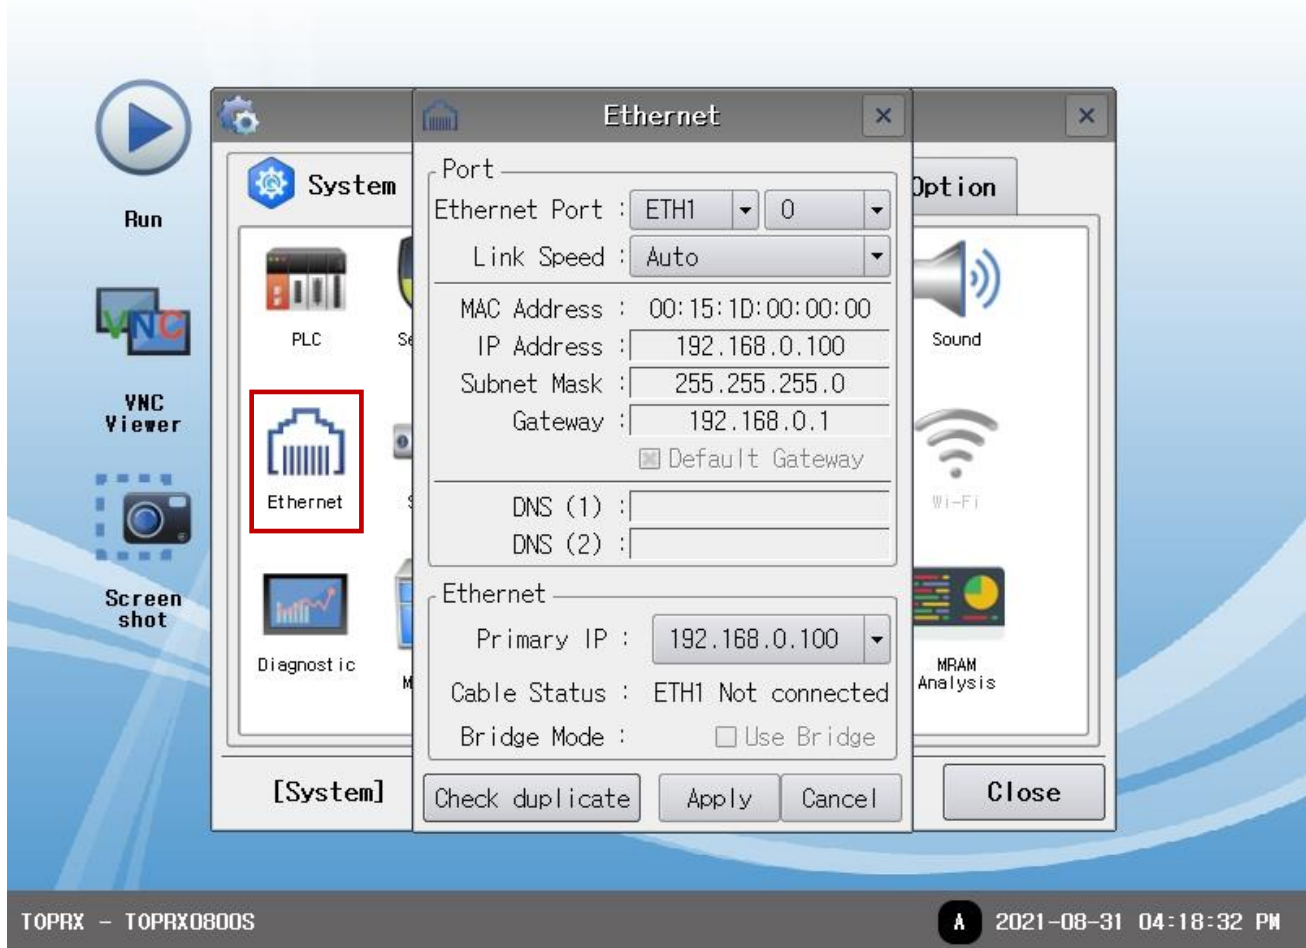 Run
VNC
VNC
Viewer
Screen
shot
System
Option
PLC
Sound
Ethernet
Wi-Fi
Diagnostic
MRAM
Analysis
[System]
Close
Ethernet
Port
Ethernet Port : ETH1 0
Link Speed : Auto
MAC Address : 00:15:1D:00:00:00
IP Address : 192.168.0.100
Subnet Mask : 255.255.255.0
Gateway : 192.168.0.1
Default Gateway
DNS (1) :
DNS (2) :
Ethernet
Primary IP : 192.168.0.100
Cable Status : ETH1 Not connected
Bridge Mode : Use Bridge
Check duplicate Apply Cancel
TOPRX - TOPRX0800S
A 2021-08-31 04:18:32 PM